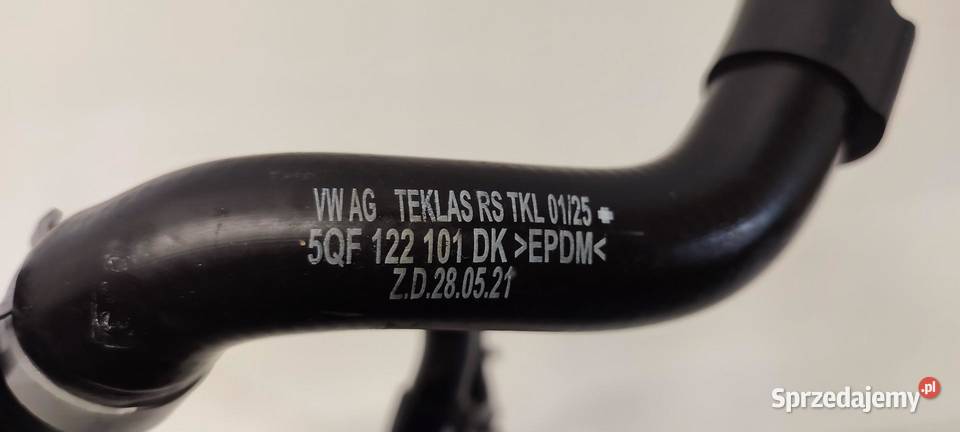 VW AG TEKLAS RS TKL 01/25
5QF 122 101 DK >EPDM<
Z.D.28.05.21
Sprzedajemy.pl